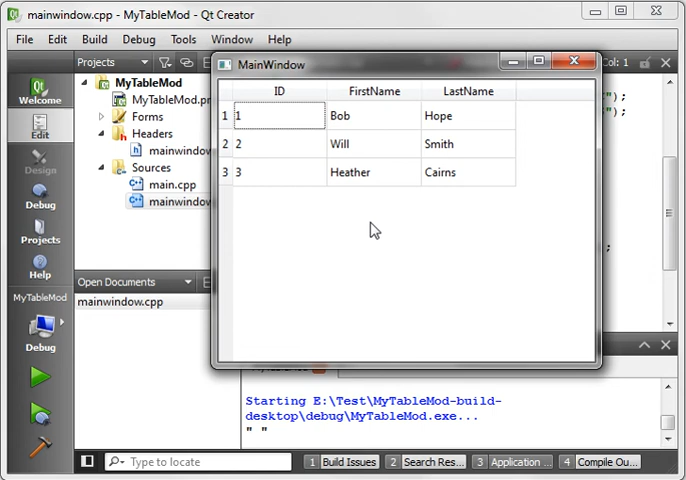 mainwindow.cpp - MyTableMod - Qt Creator
File Edit Build Debug Tools Window Help
Projects
MainWindow
Col: 1
Welcome
Edit
Design
Debug
Projects
Help
MyTableMod
Debug
MyTableMod
MyTableMod.pr
Forms
Headers
mainwindow
Sources
main.cpp
mainwindow
Open Documents
mainwindow.cpp
ID FirstName LastName
1 1 Bob Hope
2 2 Will Smith
3 3 Heather Cairns
");
");
;
Starting E:\Test\MyTableMod-build-
desktop\debug\MyTableMod.exe...
" "
Type to locate
1 Build Issues 2 Search Res... 3 Application ... 4 Compile Ou...